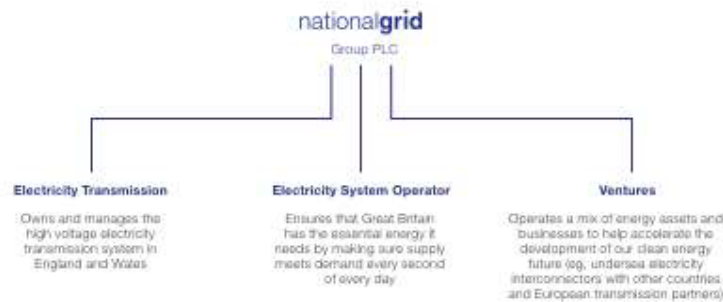 nationalgrid
Group PLC
Electricity Transmission
Owns and manages the
high voltage electricity
transmission system in
England and Wales
Electricity System Operator
Ensures that Great Britain
has the essential energy it
needs by making sure supply
meets demand every second
of every day
Ventures
Operates a mix of energy assets and
businesses to help accelerate the
development of our clean energy
future (eg, undersea electricity
interconnectors with other countries
and European transmission partners)